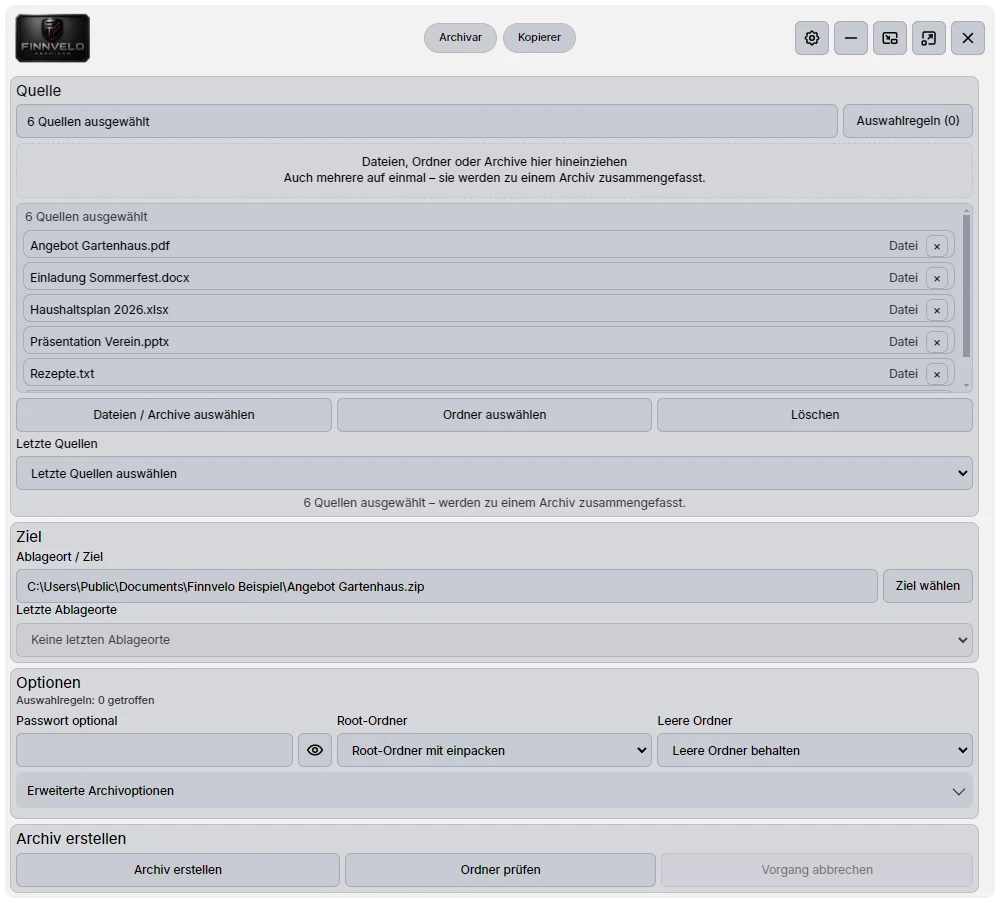 FINNVELO
Archivar
Kopierer
Quelle
6 Quellen ausgewählt
Auswahlregeln (0)
Dateien, Ordner oder Archive hier hineinziehen
Auch mehrere auf einmal – sie werden zu einem Archiv zusammengefasst.
6 Quellen ausgewählt
Angebot Gartenhaus.pdf Datei ×
Einladung Sommerfest.docx Datei ×
Haushaltsplan 2026.xlsx Datei ×
Präsentation Verein.pptx Datei ×
Rezepte.txt Datei ×
Dateien / Archive auswählen
Ordner auswählen
Löschen
Letzte Quellen
Letzte Quellen auswählen
6 Quellen ausgewählt – werden zu einem Archiv zusammengefasst.
Ziel
Ablageort / Ziel
C:\Users\Public\Documents\Finnvelo Beispiel\Angebot Gartenhaus.zip
Ziel wählen
Letzte Ablageorte
Keine letzten Ablageorte
Optionen
Auswahlregeln: 0 getroffen
Passwort optional
Root-Ordner
Leere Ordner
Root-Ordner mit einpacken
Leere Ordner behalten
Erweiterte Archivoptionen
Archiv erstellen
Archiv erstellen
Ordner prüfen
Vorgang abbrechen